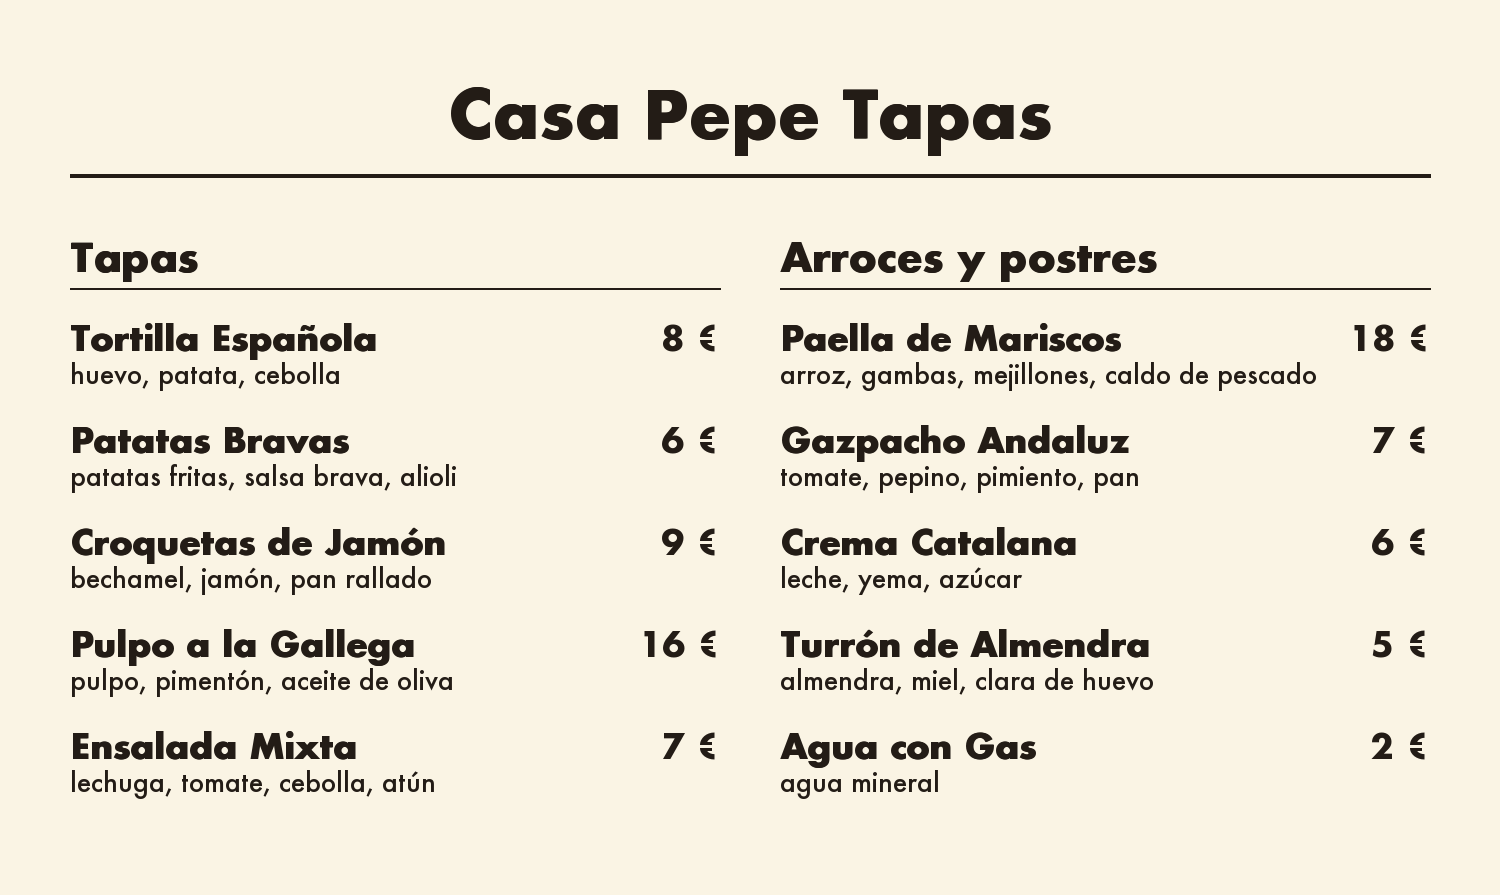 Casa Pepe Tapas
Tapas
Tortilla Española 8 €
huevo, patata, cebolla
Patatas Bravas 6 €
patatas fritas, salsa brava, alioli
Croquetas de Jamón 9 €
bechamel, jamón, pan rallado
Pulpo a la Gallega 16 €
pulpo, pimentón, aceite de oliva
Ensalada Mixta 7 €
lechuga, tomate, cebolla, atún
Arroces y postres
Paella de Mariscos 18 €
arroz, gambas, mejillones, caldo de pescado
Gazpacho Andaluz 7 €
tomate, pepino, pimiento, pan
Crema Catalana 6 €
leche, yema, azúcar
Turrón de Almendra 5 €
almendra, miel, clara de huevo
Agua con Gas 2 €
agua mineral